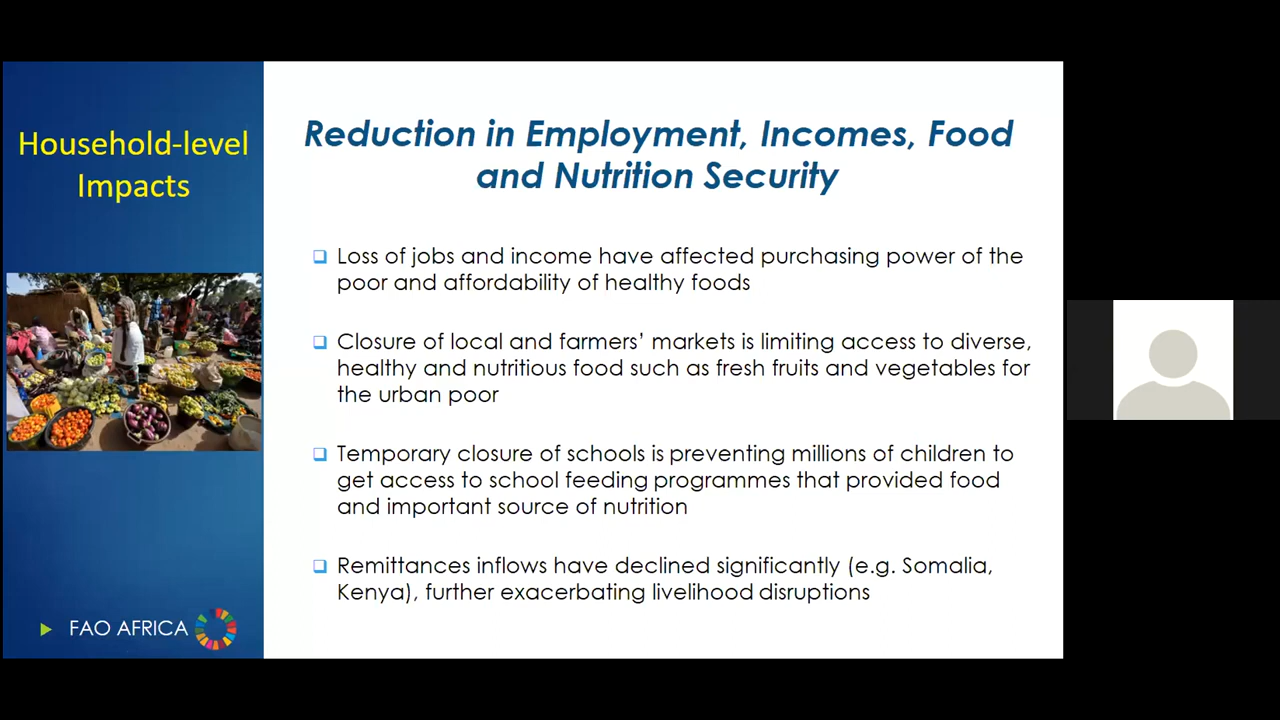 Household-level
Impacts
Reduction in Employment, Incomes, Food
and Nutrition Security
Loss of jobs and income have affected purchasing power of the
poor and affordability of healthy foods
Closure of local and farmers’ markets is limiting access to diverse,
healthy and nutritious food such as fresh fruits and vegetables for
the urban poor
Temporary closure of schools is preventing millions of children to
get access to school feeding programmes that provided food
and important source of nutrition
Remittances inflows have declined significantly (e.g. Somalia,
Kenya), further exacerbating livelihood disruptions
FAO AFRICA